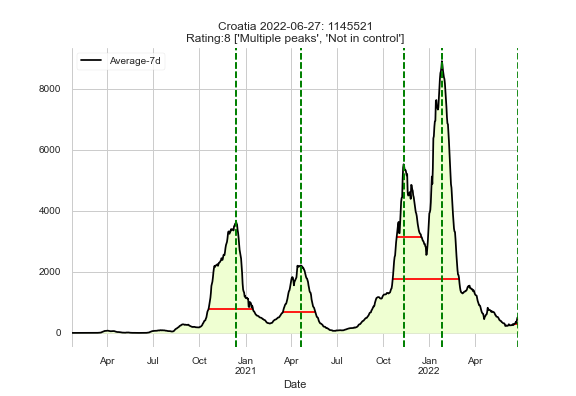 Croatia 2022-06-27: 1145521
Rating:8 ['Multiple peaks', 'Not in control']
Average-7d
8000
6000
4000
2000
0
Apr Jul Oct Jan Apr Jul Oct Jan Apr
2021 2022
Date